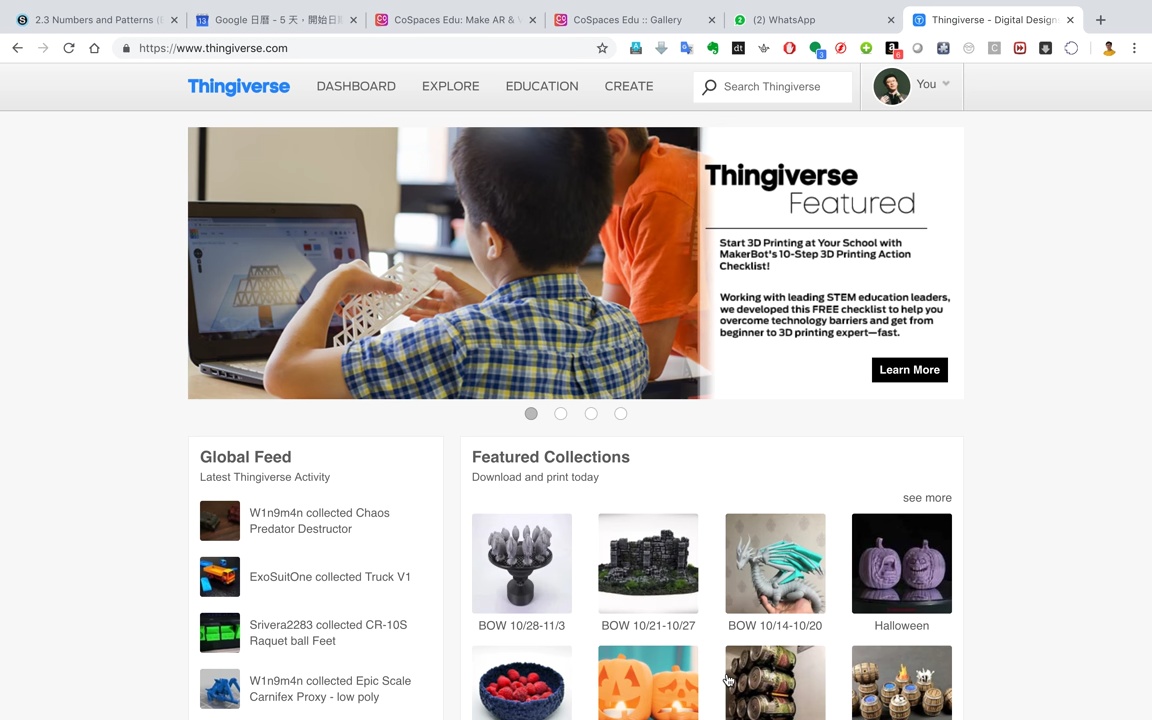 2.3 Numbers and Patterns (
Google 日曆 - 5 天，開始日
CoSpaces Edu: Make AR & V
CoSpaces Edu :: Gallery
(2) WhatsApp
Thingiverse - Digital Design
https://www.thingiverse.com
3
6
Thingiverse
DASHBOARD
EXPLORE
EDUCATION
CREATE
Search Thingiverse
You
Thingiverse
Featured
Start 3D Printing at Your School with
MakerBot's 10-Step 3D Printing Action
Checklist!
Working with leading STEM education leaders,
we developed this FREE checklist to help you
overcome technology barriers and get from
beginner to 3D printing expert—fast.
Learn More
Global Feed
Latest Thingiverse Activity
W1n9m4n collected Chaos
Predator Destructor
ExoSuitOne collected Truck V1
Srivera2283 collected CR-10S
Raquet ball Feet
W1n9m4n collected Epic Scale
Carnifex Proxy - low poly
Featured Collections
Download and print today
see more
BOW 10/28-11/3
BOW 10/21-10/27
BOW 10/14-10/20
Halloween